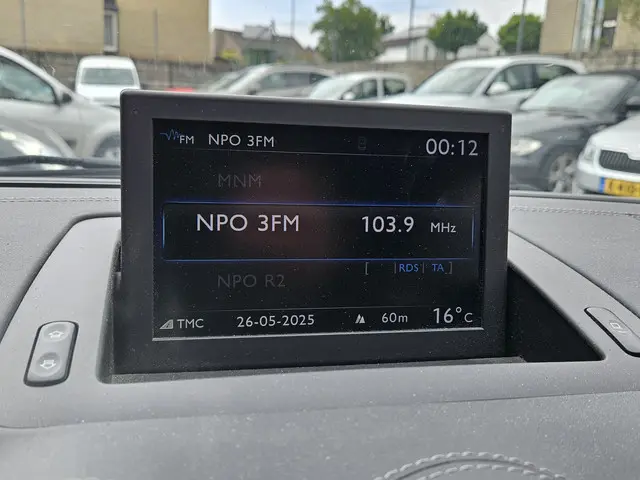 FM NPO 3FM 00:12
MNM
NPO 3FM 103.9 MHz
[ ]RDS[ TA ]
NPO R2
TMC 26-05-2025 60m 16°C